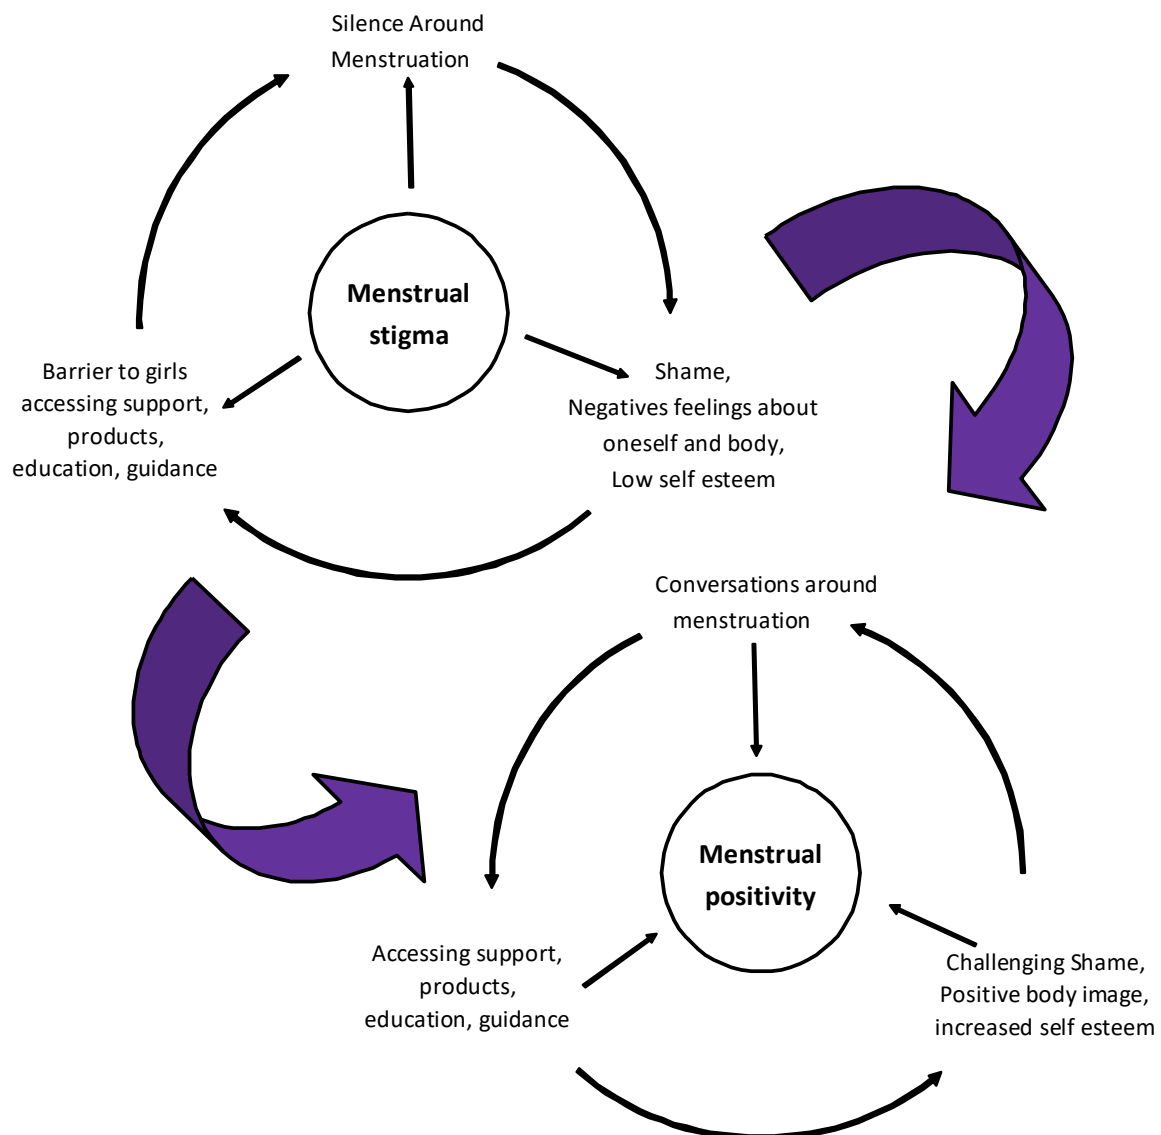 Silence Around
Menstruation
Menstrual
stigma
Barrier to girls
accessing support,
products,
education, guidance
Shame,
Negatives feelings about
oneself and body,
Low self esteem
Conversations around
menstruation
Menstrual
positivity
Accessing support,
products,
education, guidance
Challenging Shame,
Positive body image,
increased self esteem